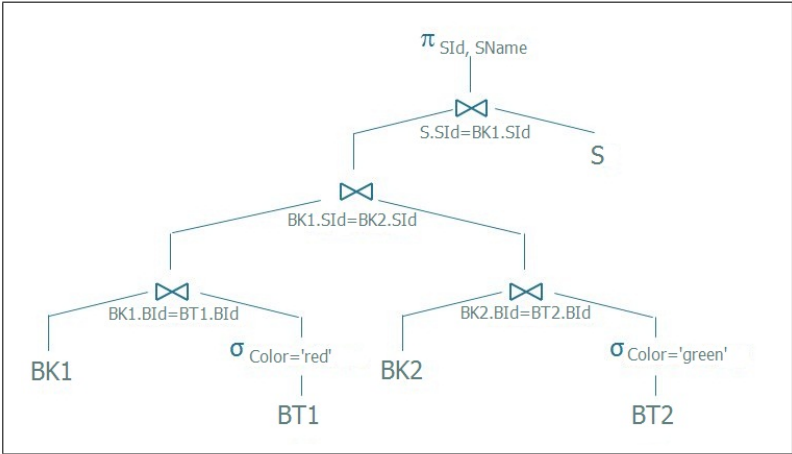 π SId, SName
S.SId=BK1.SId
S
BK1.SId=BK2.SId
BK1.BId=BT1.BId
BK2.BId=BT2.BId
BK1
σ Color='red'
BK2
σ Color='green'
BT1
BT2